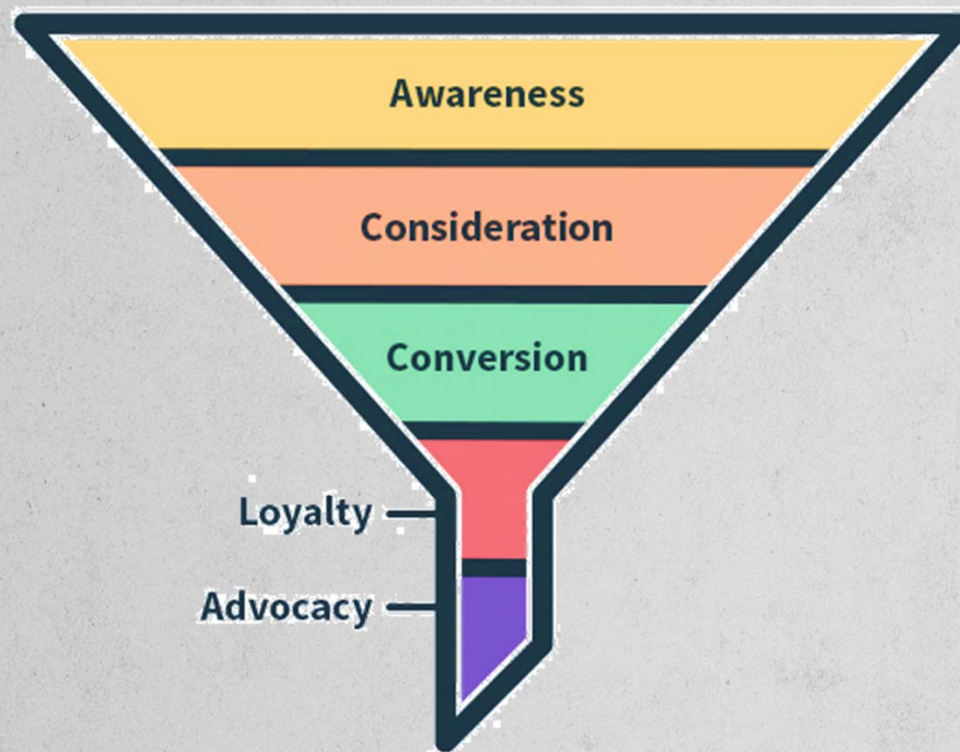 Awareness
Consideration
Conversion
Loyalty
Advocacy